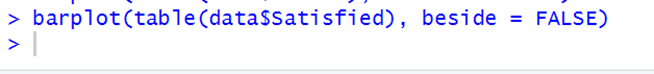 > barplot(table(data$Satisfied), beside = FALSE)
>